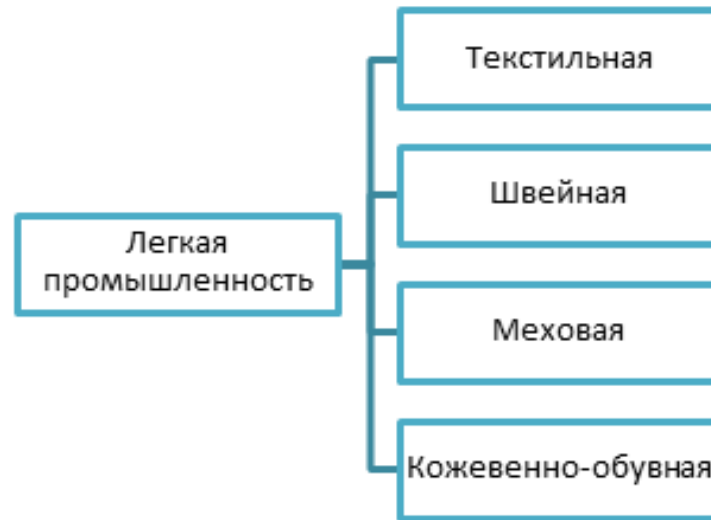 Текстильная
Швейная
Легкая
промышленность
Меховая
Кожевенно-обувная